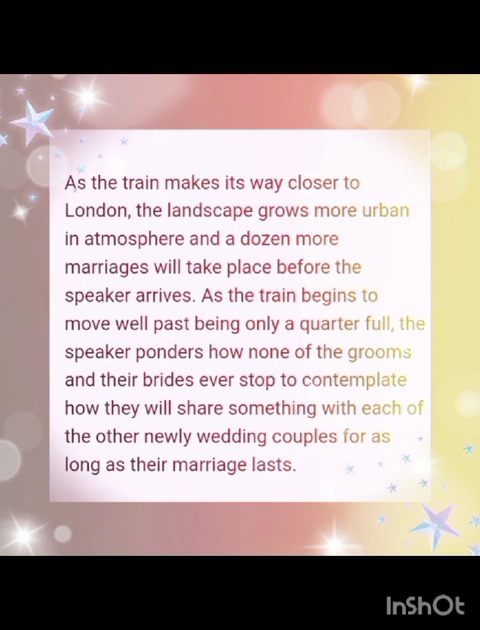 As the train makes its way closer to
London, the landscape grows more urban
in atmosphere and a dozen more
marriages will take place before the
speaker arrives. As the train begins to
move well past being only a quarter full, the
speaker ponders how none of the grooms
and their brides ever stop to contemplate
how they will share something with each of
the other newly wedding couples for as
long as their marriage lasts.
InShOt